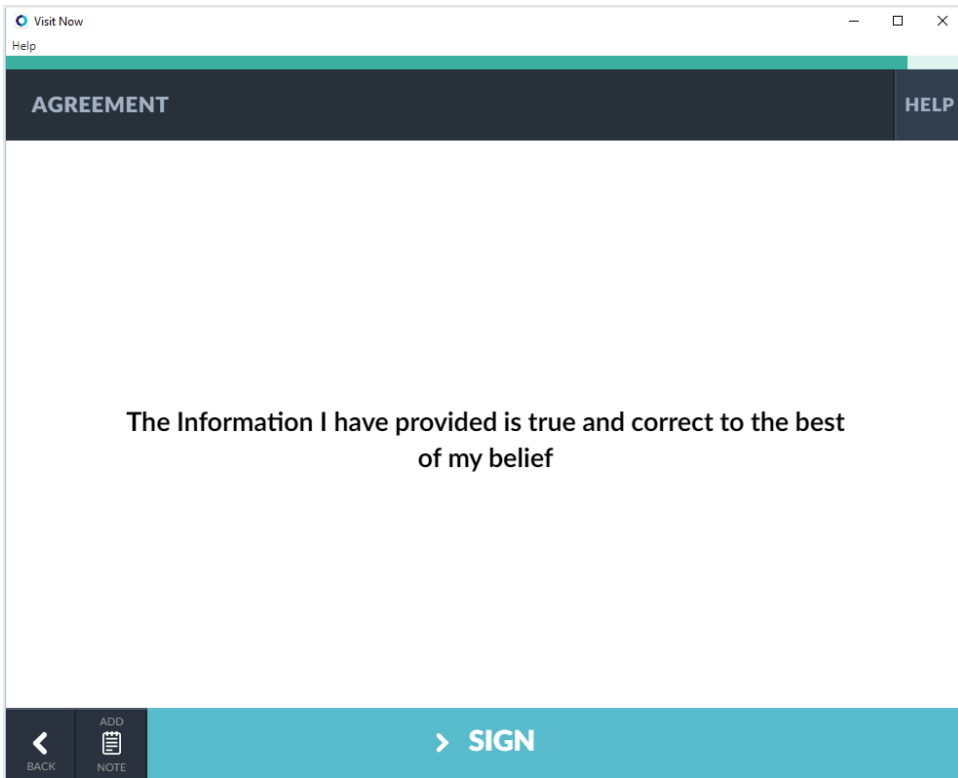 Visit Now
Help
AGREEMENT
HELP
The Information I have provided is true and correct to the best
of my belief
BACK
ADD
NOTE
SIGN